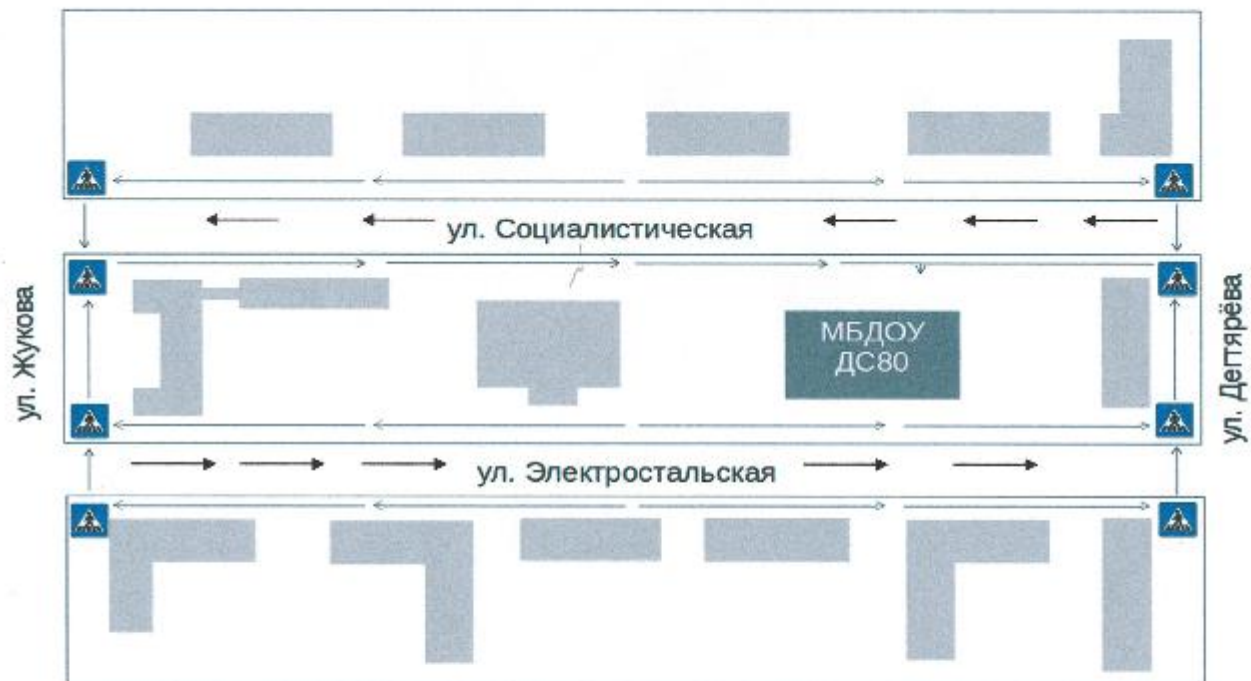 ул. Социалистическая
ул. Жукова
МБДОУ
ДС80
ул. Дегтярёва
ул. Электростальская